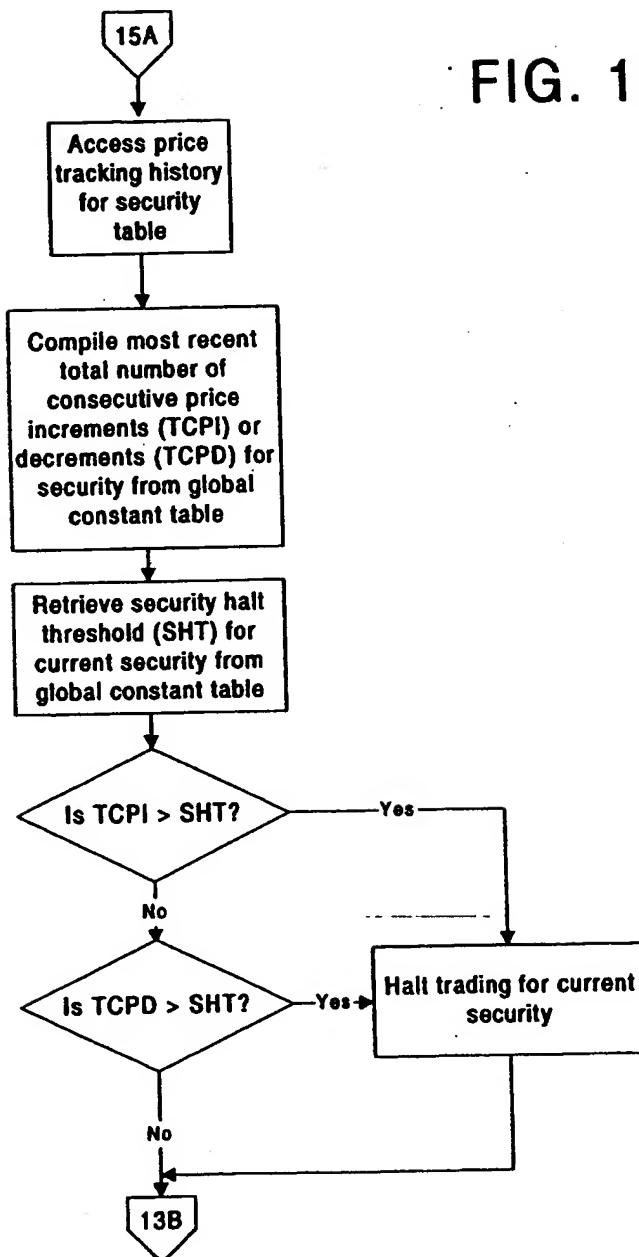 15A
FIG. 1
Access price
tracking history
for security
table
Compile most recent
total number of
consecutive price
increments (TCPI) or
decrements (TCPD) for
security from global
constant table
Retrieve security halt
threshold (SHT) for
current security from
global constant table
Is TCPI > SHT?
Yes
No
Is TCPD > SHT?
Yes
Halt trading for current
security
No
13B